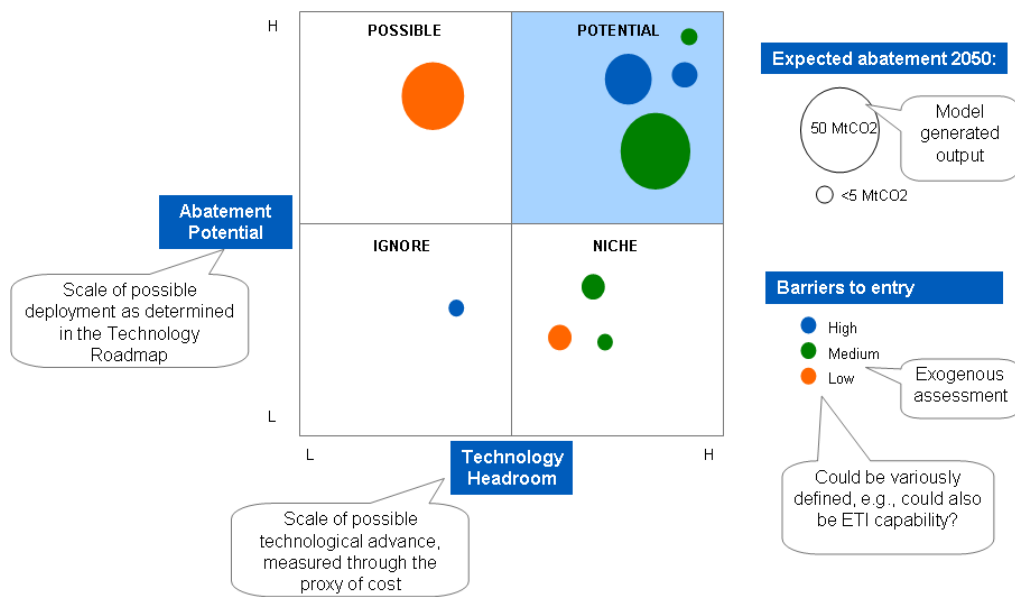 H
POSSIBLE
POTENTIAL
Expected abatement 2050:
50 MtCO2
Model
generated
output
<5 MtCO2
Abatement
Potential
IGNORE
NICHE
Scale of possible
deployment as determined
in the Technology
Roadmap
Barriers to entry
High
Medium
Low
Exogenous
assessment
L
L
Technology
Headroom
H
Could be variously
defined, e.g., could also
be ETI capability?
Scale of possible
technological advance,
measured through the
proxy of cost